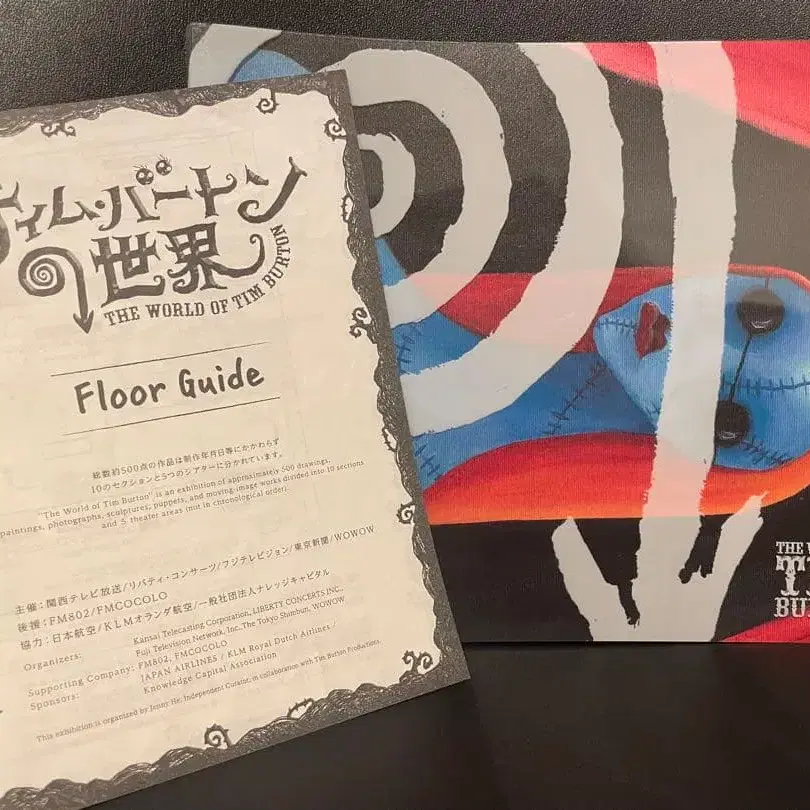 ティム・バートン
の世界
THE WORLD OF TIM BURTON
Floor Guide
総数約500点の作品は制作年月日等にかかわらず
10のセクションと5つのシアターに分かれています。
"The World of Tim Burton" is an exhibition of approximately 500 drawings,
paintings, photographs, sculptures, puppets, and moving-image works divided into 10 sections
and 5 theater areas (not in chronological order).
主催：関西テレビ放送/リバティ・コンサーツ/フジテレビジョン/東京新聞/WOWOW
後援：FM802/FMCOCOLO
協力：日本航空/KLMオランダ航空/一般社団法人ナレッジキャピタル
Organizers: Kansai Telecasting Corporation, LIBERTY CONCERTS INC.,
Fuji Television Network, Inc., The Tokyo Shimbun, WOWOW
Supporting Company: FM802, FMCOCOLO
Sponsors: JAPAN AIRLINES / KLM Royal Dutch Airlines /
Knowledge Capital Association
This exhibition is organized by Jenny He, Independent Curator, in collaboration with Tim Burton Productions.
THE W
TI
BU